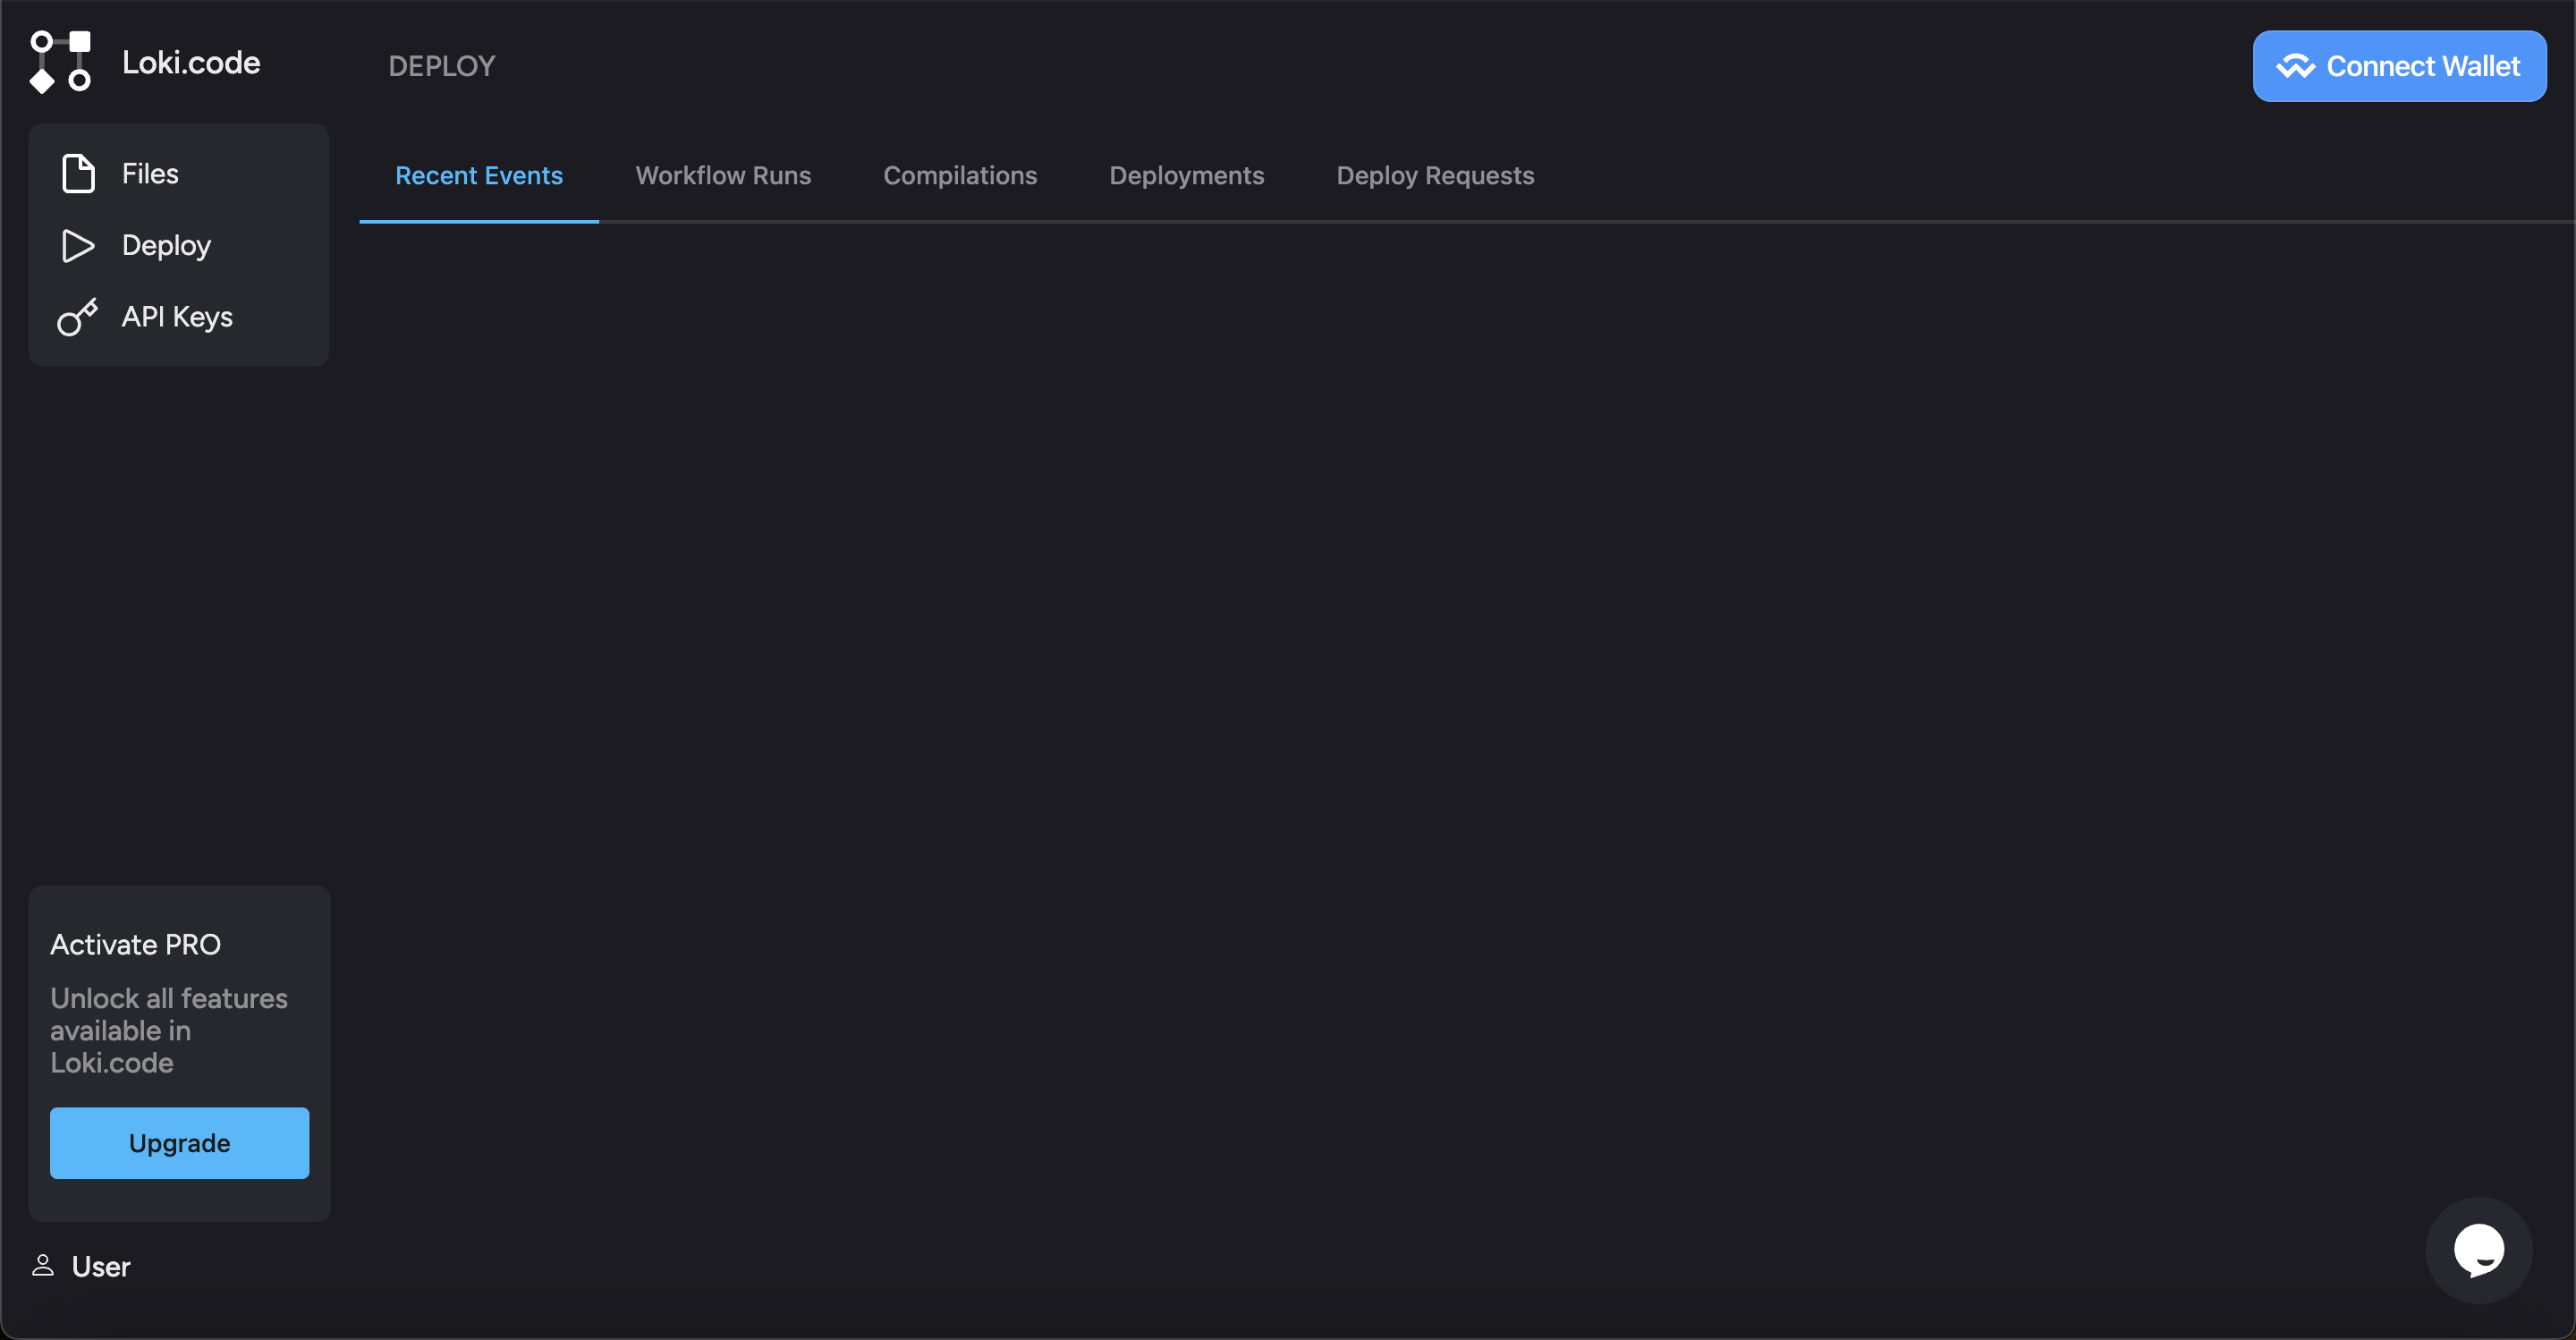 Loki.code
DEPLOY
Connect Wallet
Files
Deploy
API Keys
Recent Events
Workflow Runs
Compilations
Deployments
Deploy Requests
Activate PRO
Unlock all features
available in
Loki.code
Upgrade
User